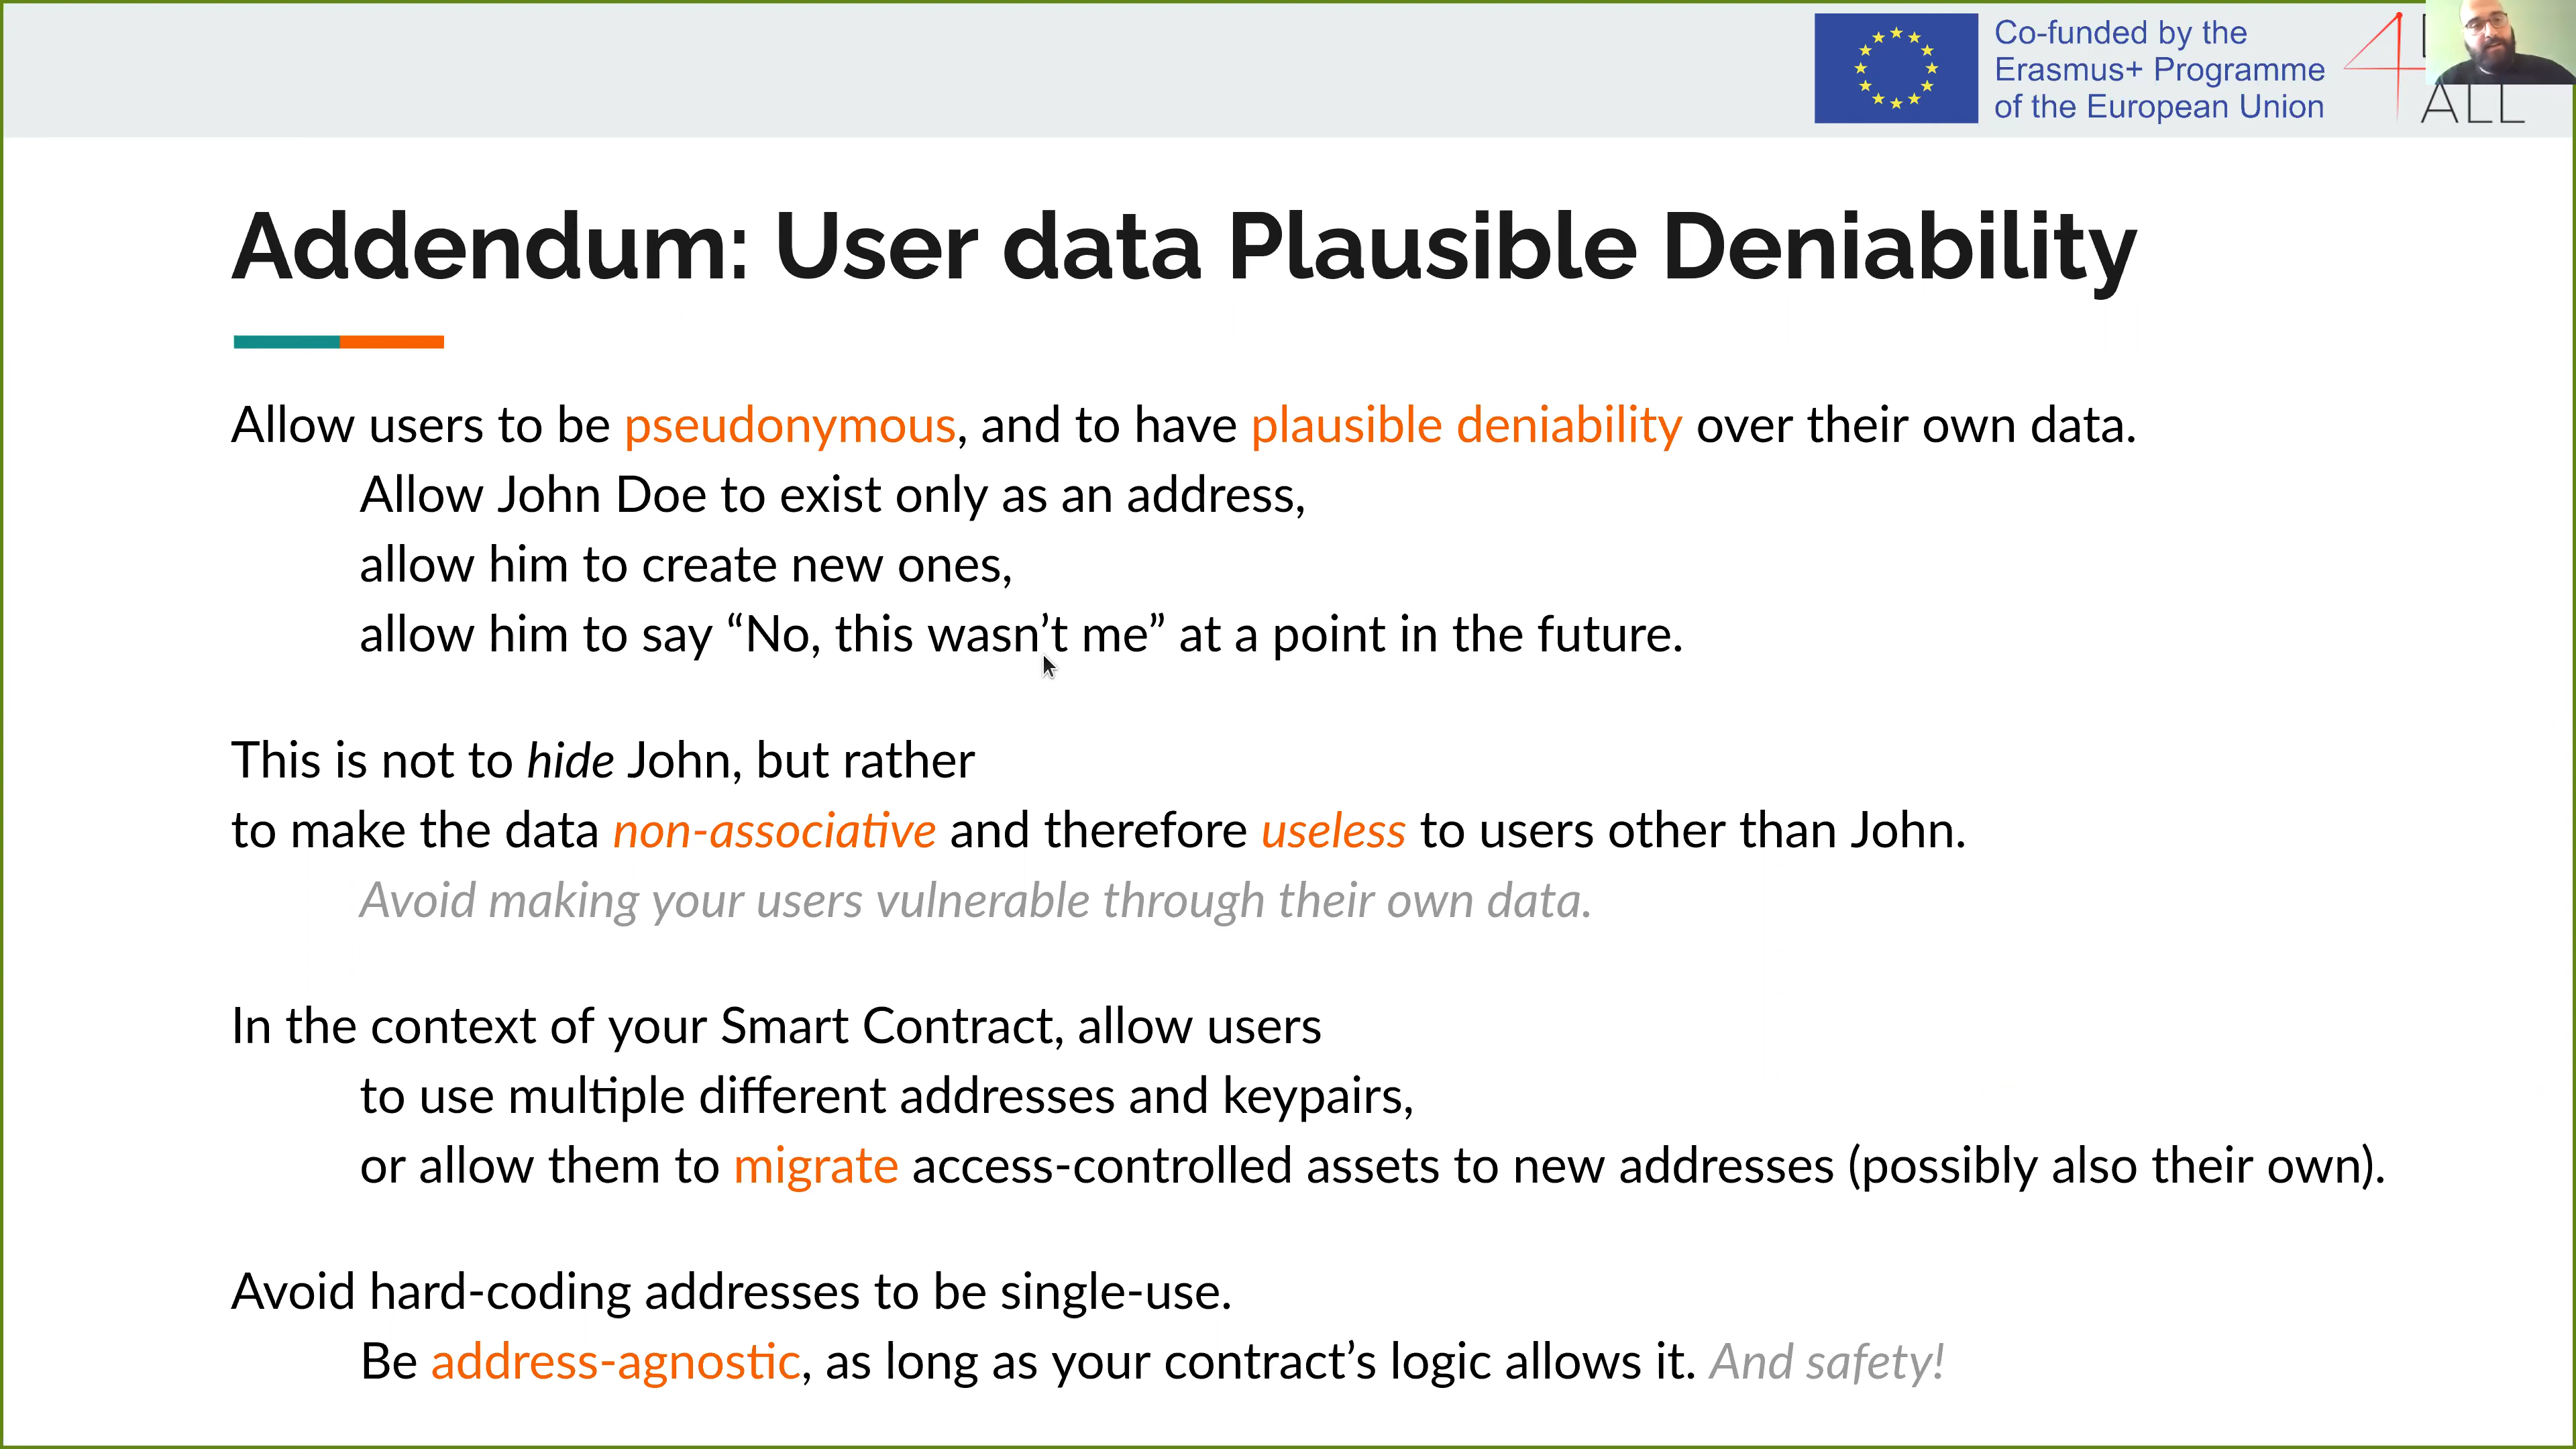 Co-funded by the
Erasmus+ Programme
of the European Union
4
ALL
Addendum: User data Plausible Deniability
Allow users to be pseudonymous, and to have plausible deniability over their own data.
Allow John Doe to exist only as an address,
allow him to create new ones,
allow him to say “No, this wasn’t me” at a point in the future.
This is not to hide John, but rather
to make the data non-associative and therefore useless to users other than John.
Avoid making your users vulnerable through their own data.
In the context of your Smart Contract, allow users
to use multiple different addresses and keypairs,
or allow them to migrate access-controlled assets to new addresses (possibly also their own).
Avoid hard-coding addresses to be single-use.
Be address-agnostic, as long as your contract’s logic allows it. And safety!